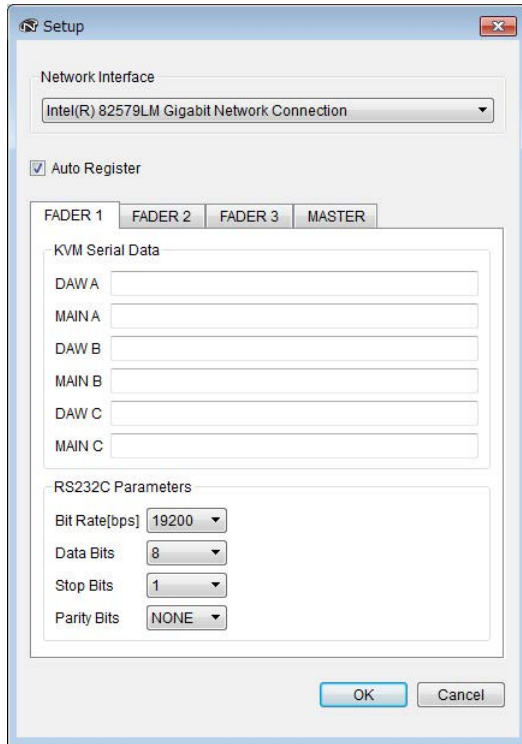 Setup
Network Interface
Intel(R) 82579LM Gigabit Network Connection
Auto Register
FADER 1 FADER 2 FADER 3 MASTER
KVM Serial Data
DAW A
MAIN A
DAW B
MAIN B
DAW C
MAIN C
RS232C Parameters
Bit Rate[bps] 19200
Data Bits 8
Stop Bits 1
Parity Bits NONE
OK Cancel